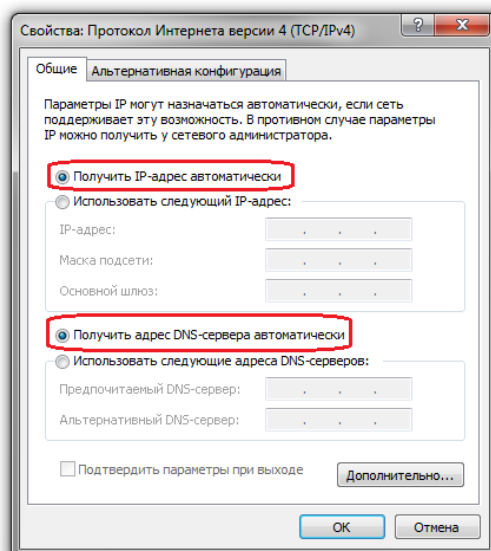 Свойства: Протокол Интернета версии 4 (TCP/IPv4)
Общие
Альтернативная конфигурация
Параметры IP могут назначаться автоматически, если сеть
поддерживает эту возможность. В противном случае параметры
IP можно получить у сетевого администратора.
Получить IP-адрес автоматически
Использовать следующий IP-адрес:
IP-адрес:
Маска подсети:
Основной шлюз:
Получить адрес DNS-сервера автоматически
Использовать следующие адреса DNS-серверов:
Предпочитаемый DNS-сервер:
Альтернативный DNS-сервер:
Подтвердить параметры при выходе
Дополнительно...
ОК
Отмена